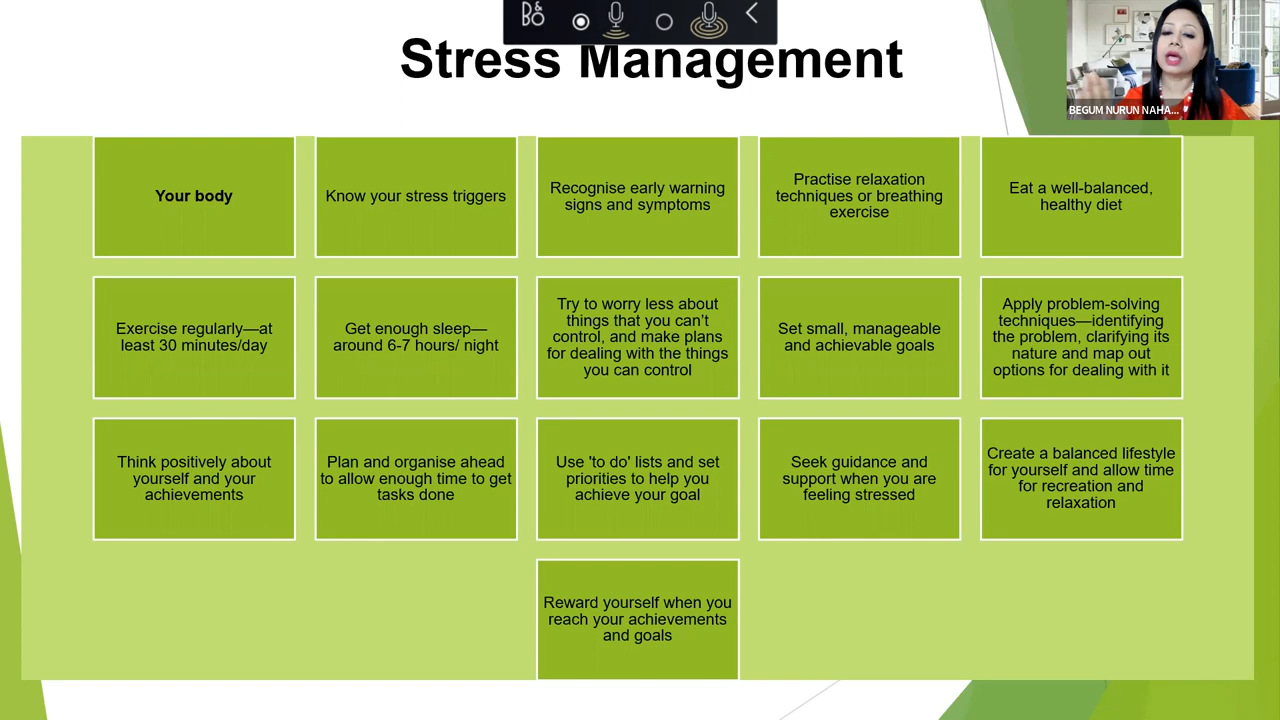 B&O
Stress Management
BEGUM NURUN NAHA...
Your body
Know your stress triggers
Recognise early warning
signs and symptoms
Practise relaxation
techniques or breathing
exercise
Eat a well-balanced,
healthy diet
Exercise regularly—at
least 30 minutes/day
Get enough sleep—
around 6-7 hours/ night
Try to worry less about
things that you can’t
control, and make plans
for dealing with the things
you can control
Set small, manageable
and achievable goals
Apply problem-solving
techniques—identifying
the problem, clarifying its
nature and map out
options for dealing with it
Think positively about
yourself and your
achievements
Plan and organise ahead
to allow enough time to get
tasks done
Use 'to do' lists and set
priorities to help you
achieve your goal
Seek guidance and
support when you are
feeling stressed
Create a balanced lifestyle
for yourself and allow time
for recreation and
relaxation
Reward yourself when you
reach your achievements
and goals